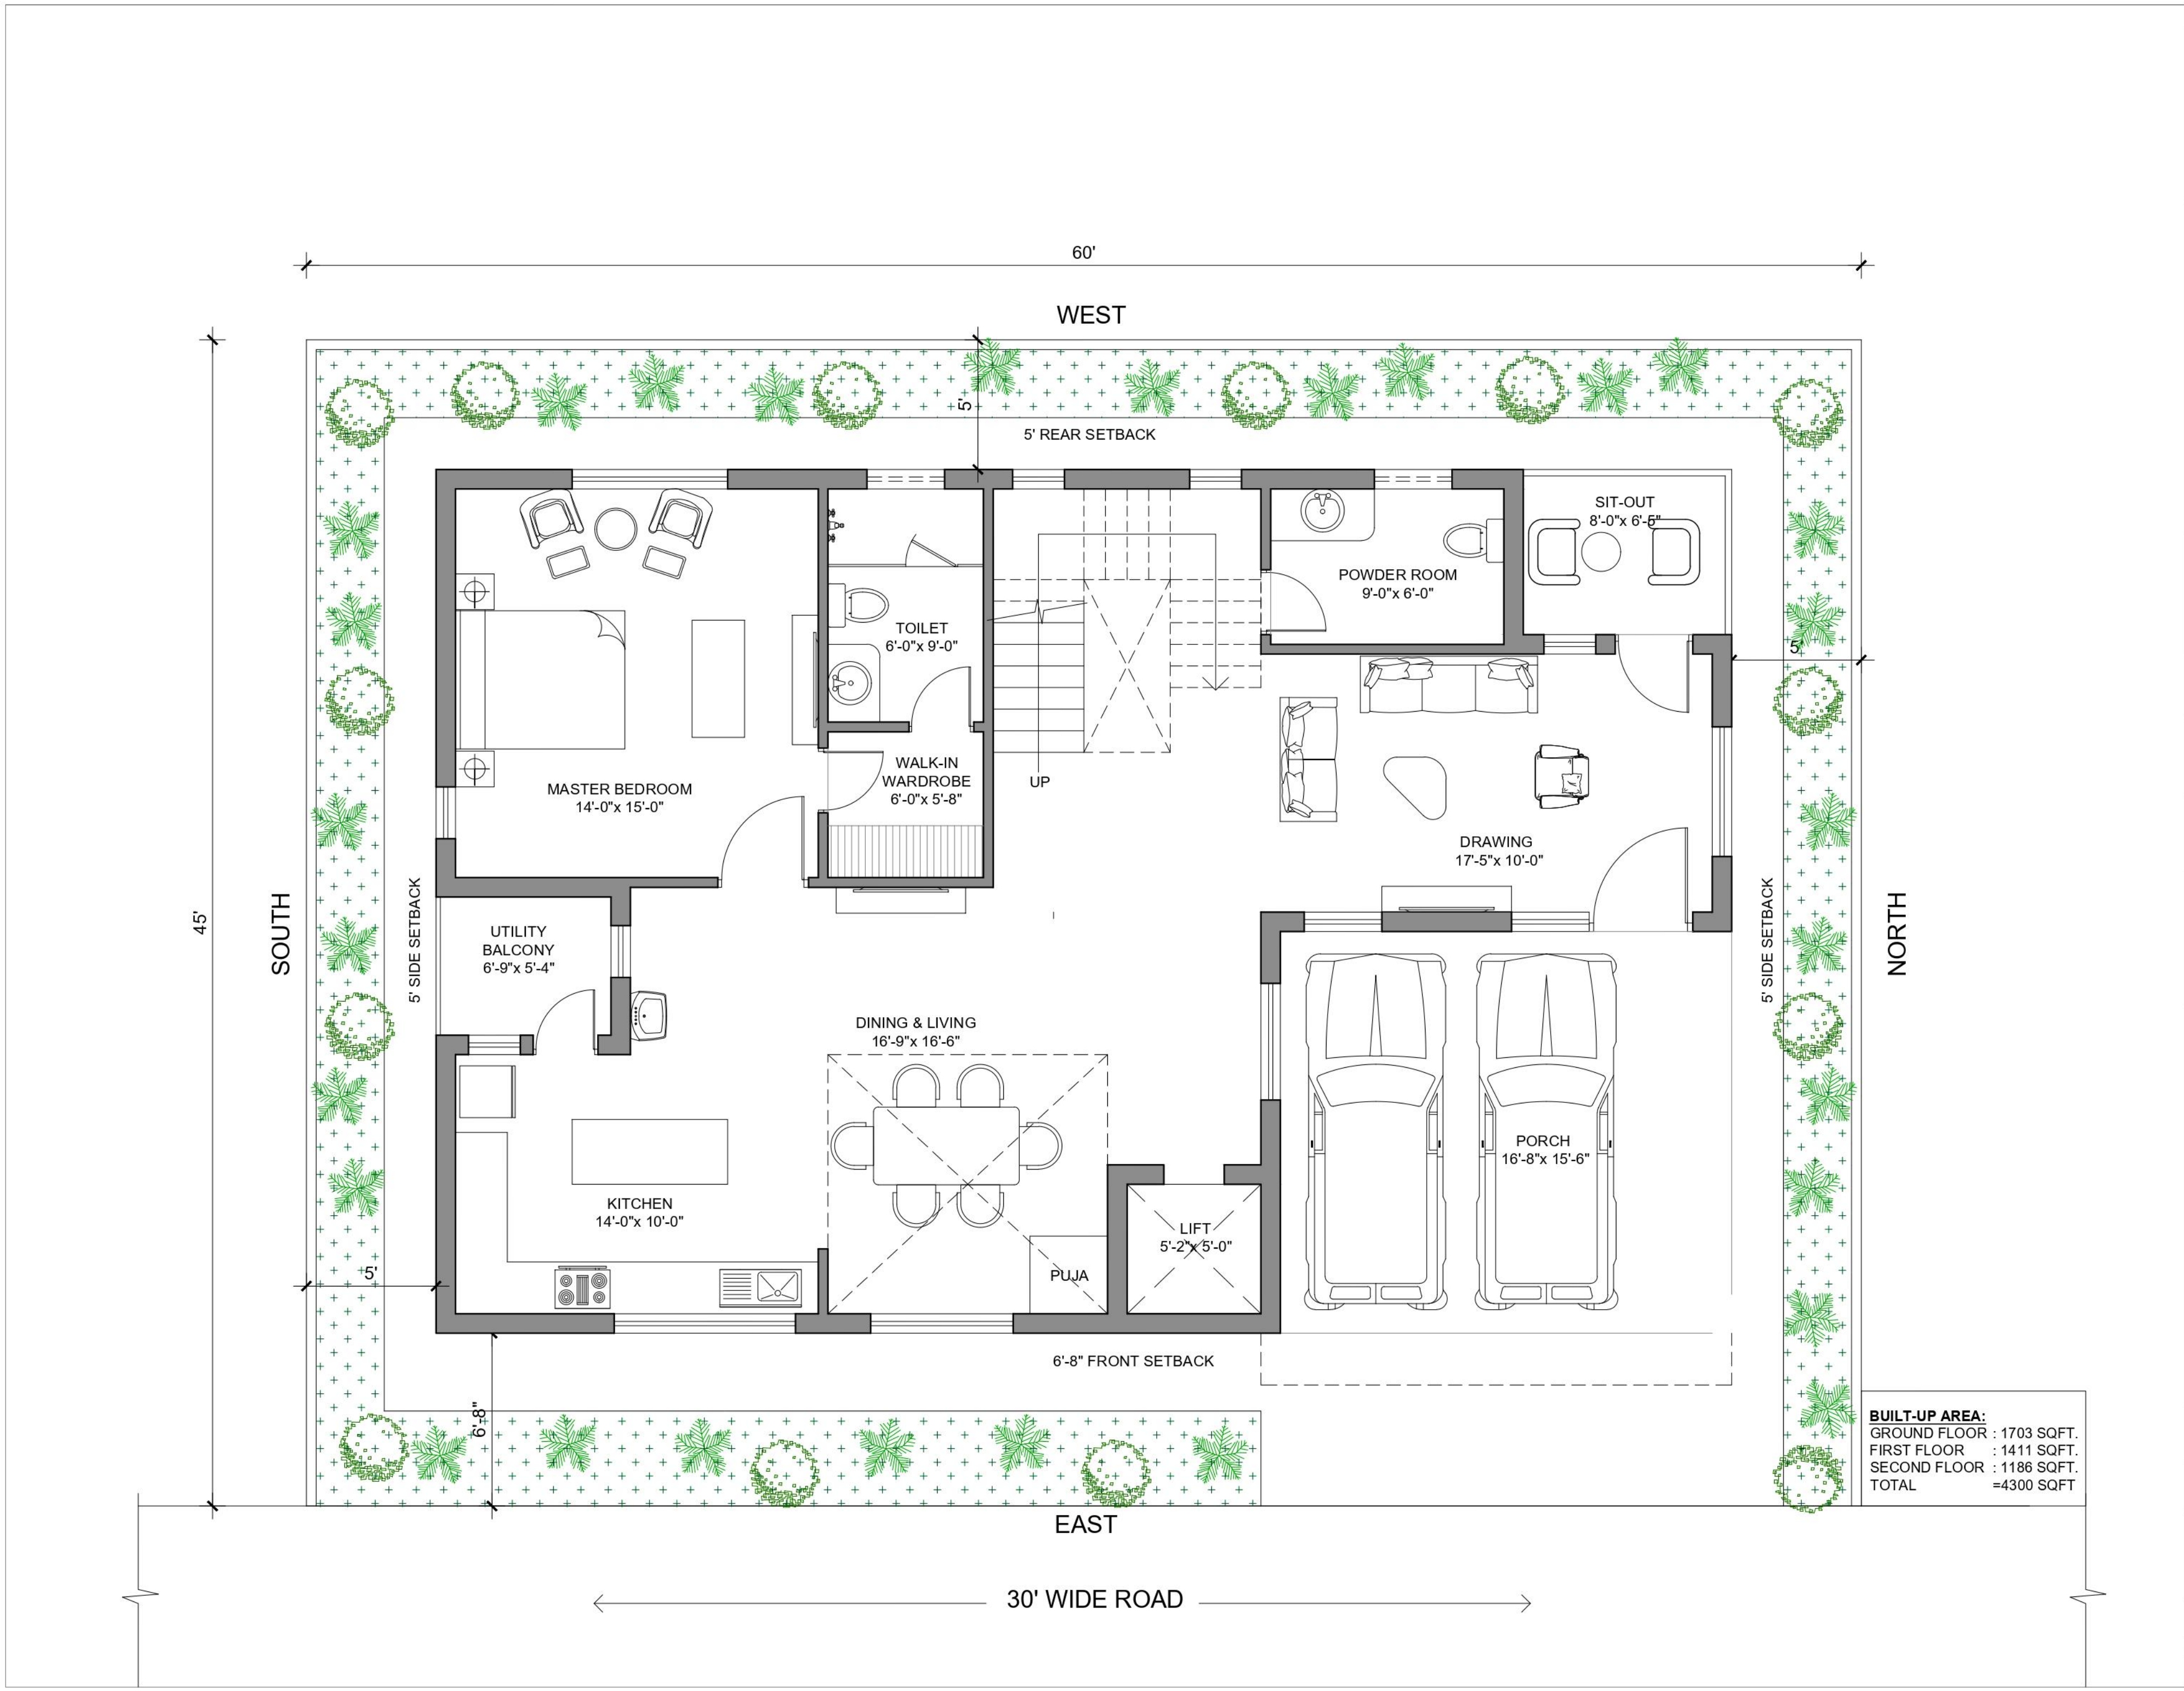 60'
WEST
5'
5' REAR SETBACK
SIT-OUT
8'-0"x 6'-5"
POWDER ROOM
9'-0"x 6'-0"
TOILET
6'-0"x 9'-0"
5'
WALK-IN
WARDROBE
6'-0"x 5'-8"
UP
MASTER BEDROOM
14'-0"x 15'-0"
DRAWING
17'-5"x 10'-0"
45'
SOUTH
5' SIDE SETBACK
UTILITY
BALCONY
6'-9"x 5'-4"
5' SIDE SETBACK
NORTH
DINING & LIVING
16'-9"x 16'-6"
PORCH
16'-8"x 15'-6"
KITCHEN
14'-0"x 10'-0"
LIFT
5'-2"x 5'-0"
5'
PUJA
6'-8" FRONT SETBACK
6'-8"
BUILT-UP AREA:
GROUND FLOOR : 1703 SQFT.
FIRST FLOOR : 1411 SQFT.
SECOND FLOOR : 1186 SQFT.
TOTAL =4300 SQFT
EAST
30' WIDE ROAD